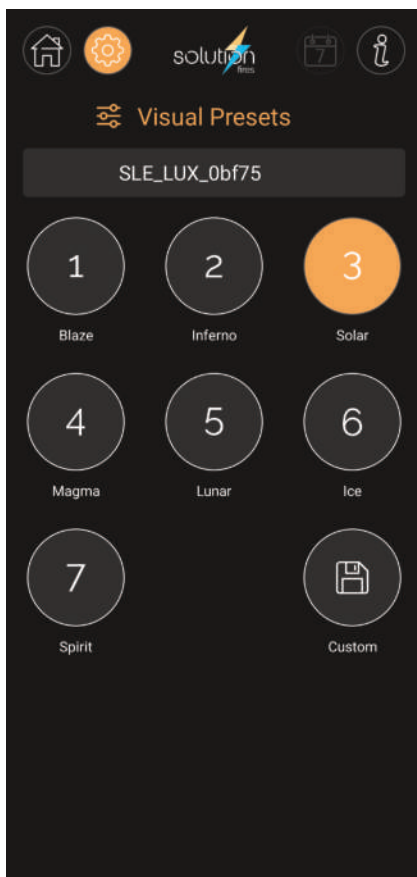 solution
fires
7
i
Visual Presets
SLE_LUX_0bf75
1 2 3
Blaze Inferno Solar
4 5 6
Magma Lunar Ice
7
Spirit Custom